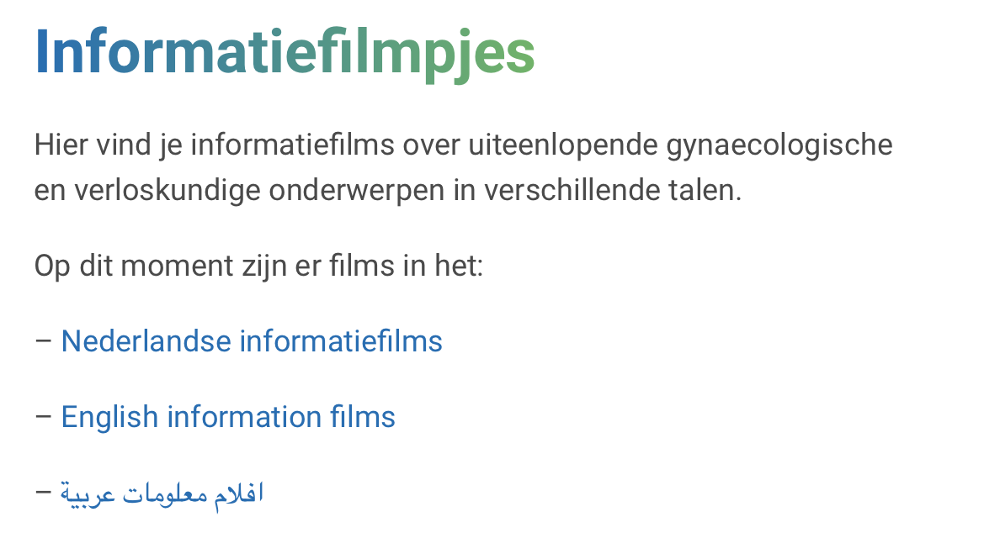 Informatiefilmpjes
Hier vind je informatiefilms over uiteenlopende gynaecologische
en verloskundige onderwerpen in verschillende talen.
Op dit moment zijn er films in het:
– Nederlandse informatiefilms
– English information films
– افلام معلومات عربية